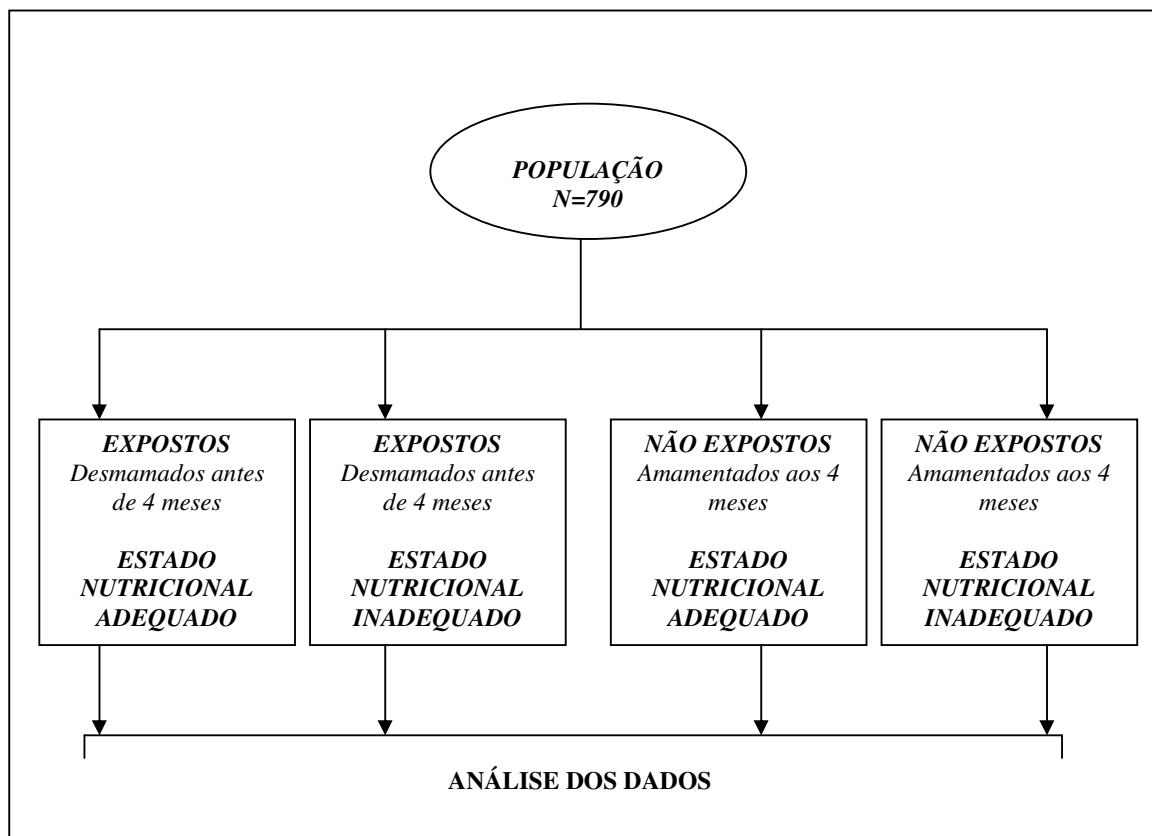 POPULAÇÃO
N=790
EXPOSTOS
Desmamados antes
de 4 meses
ESTADO
NUTRICIONAL
ADEQUADO
EXPOSTOS
Desmamados antes
de 4 meses
ESTADO
NUTRICIONAL
INADEQUADO
NÃO EXPOSTOS
Amamentados aos 4
meses
ESTADO
NUTRICIONAL
ADEQUADO
NÃO EXPOSTOS
Amamentados aos 4
meses
ESTADO
NUTRICIONAL
INADEQUADO
ANÁLISE DOS DADOS